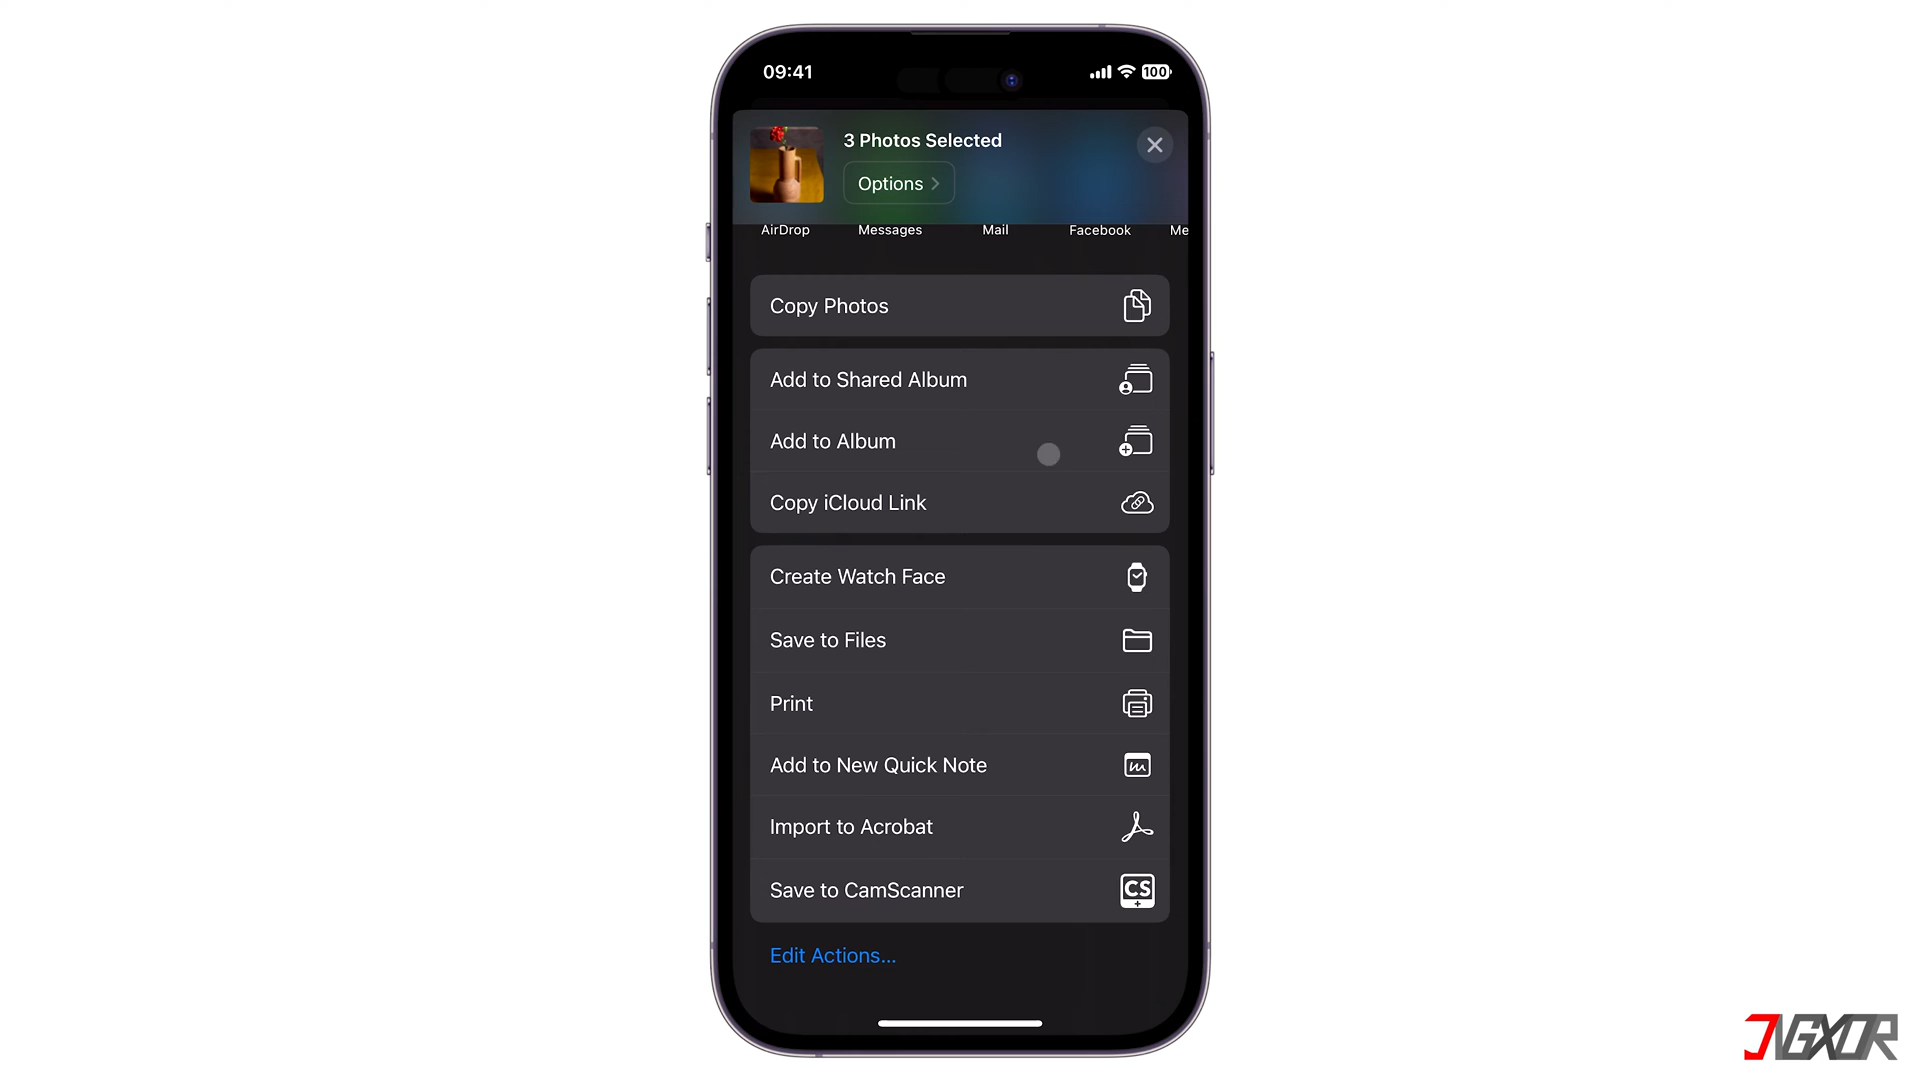 09:41
100
3 Photos Selected
Options
AirDrop
Messages
Mail
Facebook
Me
Copy Photos
Add to Shared Album
Add to Album
Copy iCloud Link
Create Watch Face
Save to Files
Print
Add to New Quick Note
Import to Acrobat
Save to CamScanner
CS
Edit Actions...
JVGXOR